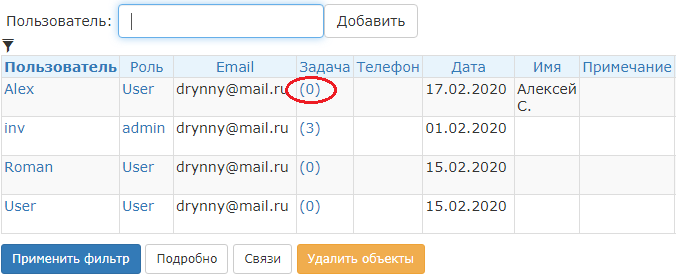 Пользователь: Добавить
Пользователь Роль Email Задача Телефон Дата Имя Примечание
Alex User drynny@mail.ru (0) 17.02.2020 Алексей
С.
inv admin drynny@mail.ru (3) 01.02.2020
Roman User drynny@mail.ru (0) 15.02.2020
User User drynny@mail.ru (0) 15.02.2020
Применить фильтр Подробно Связи Удалить объекты